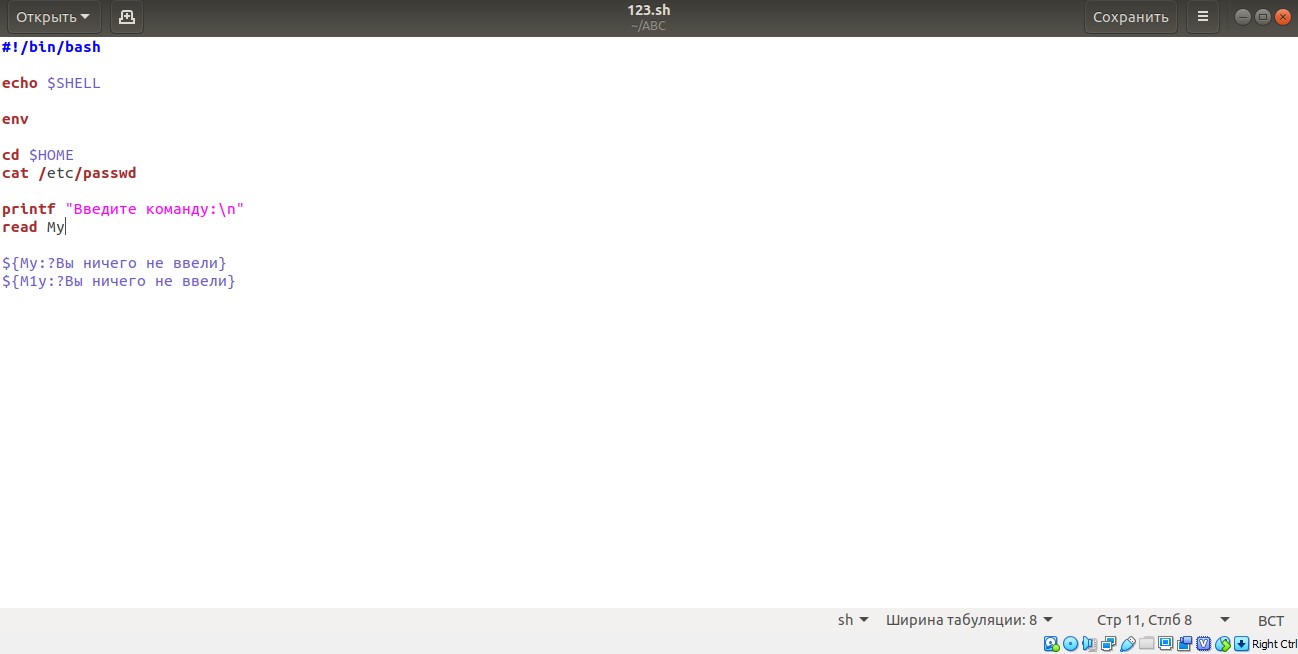 Открыть
123.sh
~/ABC
Сохранить
#!/bin/bash
echo $SHELL
env
cd $HOME
cat /etc/passwd
printf "Введите команду:\n"
read My
${My:?Вы ничего не ввели}
${M1y:?Вы ничего не ввели}
sh Ширина табуляции: 8 Стр 11, Стлб 8 ВСТ
Right Ctrl